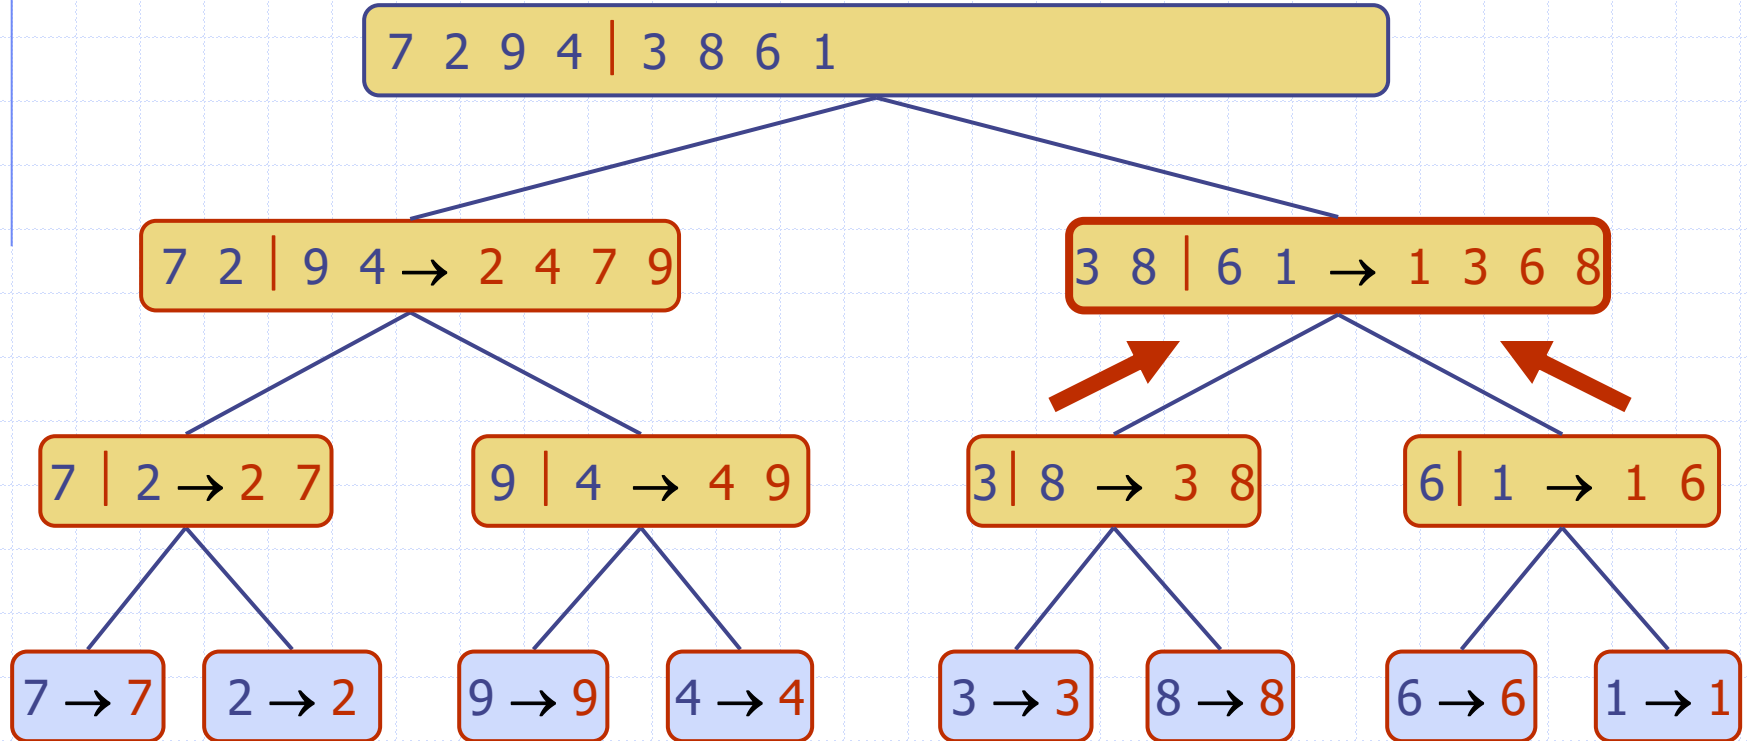 7 2 9 4 | 3 8 6 1
7 2 | 9 4 → 2 4 7 9
3 8 | 6 1 → 1 3 6 8
7 | 2 → 2 7
9 | 4 → 4 9
3 | 8 → 3 8
6 | 1 → 1 6
7 → 7
2 → 2
9 → 9
4 → 4
3 → 3
8 → 8
6 → 6
1 → 1